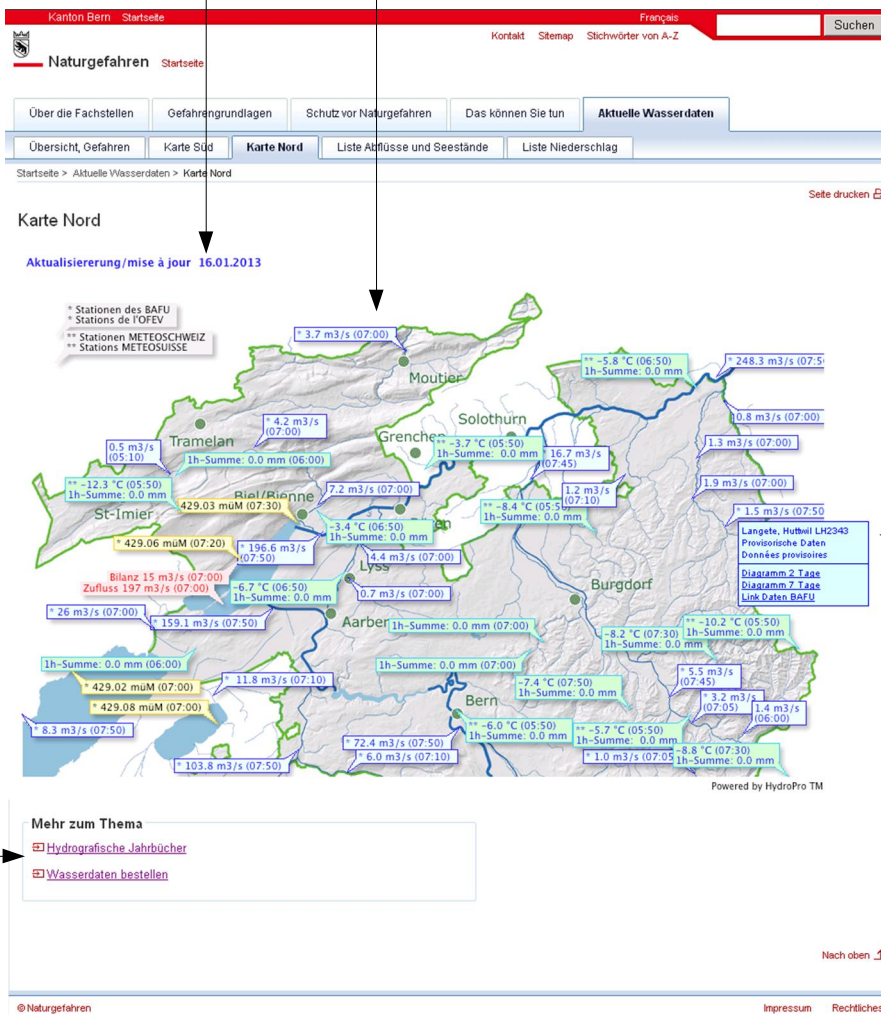 Kanton Bern Startseite Français Suchen
Kontakt Sitemap Stichwörter von A-Z
Naturgefahren Startseite
Über die Fachstellen Gefahrengrundlagen Schutz vor Naturgefahren Das können Sie tun Aktuelle Wasserdaten
Übersicht, Gefahren Karte Süd Karte Nord Liste Abflüsse und Seestände Liste Niederschlag
Startseite > Aktuelle Wasserdaten > Karte Nord
Seite drucken
Karte Nord
Aktualisiererung/mise à jour 16.01.2013
* Stationen des BAFU
* Stations de l'OFEV
** Stationen METEOSCHWEIZ
** Stations METEOSUISSE
* 3.7 m3/s (07:00)
Moutier
** -5.8 °C (06:50)
1h-Summe: 0.0 mm
* 248.3 m3/s (07:5
0.8 m3/s (07:00)
* 4.2 m3/s
(07:00)
Solothurn
Tramelan
Grenchen
0.5 m3/s
(05:10)
** -3.7 °C (05:50)
1h-Summe: 0.0 mm
1.3 m3/s (07:00)
1h-Summe: 0.0 mm (06:00)
* 16.7 m3/s
(07:45)
** -12.3 °C (05:50)
1h-Summe: 0.0 mm
7.2 m3/s (07:00)
1.2 m3/s
(07:10)
1.9 m3/s (07:00)
Biel/Bienne
429.03 müM (07:30)
St-Imier
** -8.4 °C (05:5
1h-Summe: 0.0 mm
* 1.5 m3/s (07:50
-3.4 °C (06:50)
1h-Summe: 0.0 mm
Langete, Huttwil LH2343
Provisorische Daten
Données provisoires
Diagramm 2 Tage
Diagramm 7 Tage
Link Daten BAFU
* 429.06 müM (07:20)
* 196.6 m3/s
(07:50)
4.4 m3/s (07:00)
Lyss
Bilanz 15 m3/s (07:00)
Zufluss 197 m3/s (07:00)
-6.7 °C (06:50)
1h-Summe: 0.0 mm
0.7 m3/s (07:00)
Burgdorf
* 26 m3/s (07:00)
* 159.1 m3/s (07:50)
Aarber
1h-Summe: 0.0 mm (07:00)
-8.2 °C (07:30)
1h-Summe: 0.0 mm
** -10.2 °C (05:50)
1h-Summe: 0.0 mm
1h-Summe: 0.0 mm (06:00)
1h-Summe: 0.0 mm (07:00)
* 11.8 m3/s (07:10)
* 429.02 müM (07:00)
-7.4 °C (07:50)
1h-Summe: 0.0 mm
* 5.5 m3/s
(07:45)
* 429.08 müM (07:00)
Bern
* 3.2 m3/s
(07:05)
1.4 m3/s
(06:00)
* 8.3 m3/s (07:50)
** -6.0 °C (05:50)
1h-Summe: 0.0 mm
** -5.7 °C (05:50)
1h-Summe: 0.0 mm
* 72.4 m3/s (07:50)
* 6.0 m3/s (07:10)
* 1.0 m3/s (07:05
-8.8 °C (07:30)
1h-Summe: 0.0 mm
* 103.8 m3/s (07:50)
Powered by HydroPro TM
Mehr zum Thema
Hydrografische Jahrbücher
Wasserdaten bestellen
Nach oben
© Naturgefahren Impressum Rechtliches